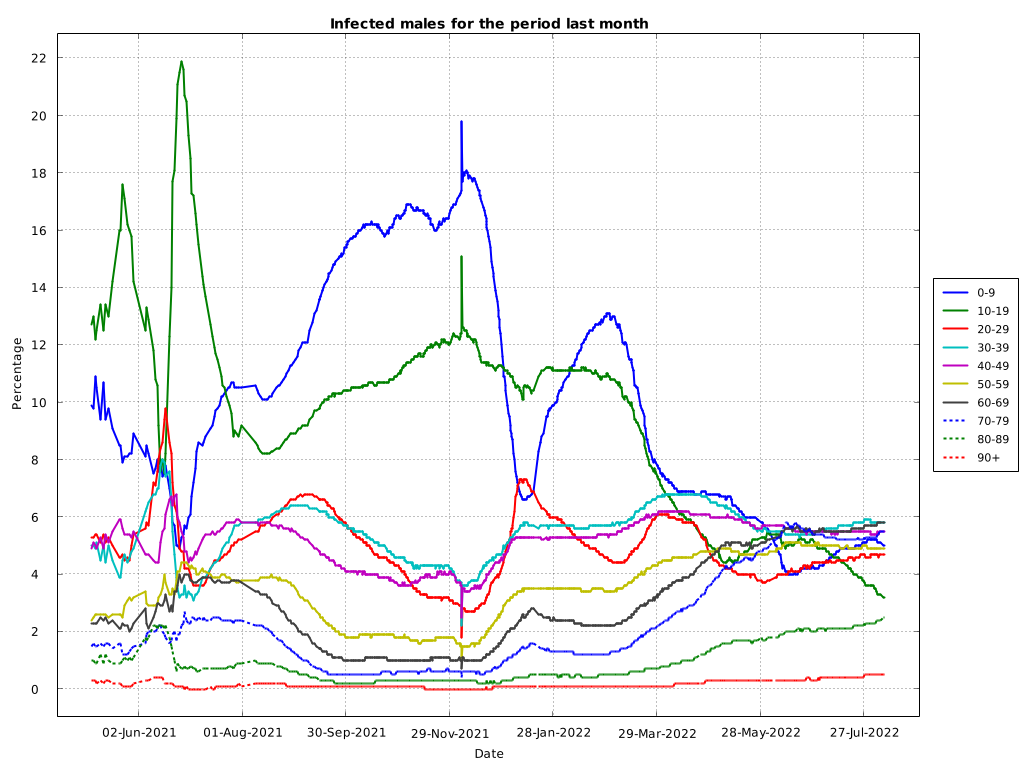 Infected males for the period last month
Percentage
22
20
18
16
14
12
10
8
6
4
2
0
02-Jun-2021
01-Aug-2021
30-Sep-2021
29-Nov-2021
28-Jan-2022
29-Mar-2022
28-May-2022
27-Jul-2022
Date
0-9
10-19
20-29
30-39
40-49
50-59
60-69
70-79
80-89
90+